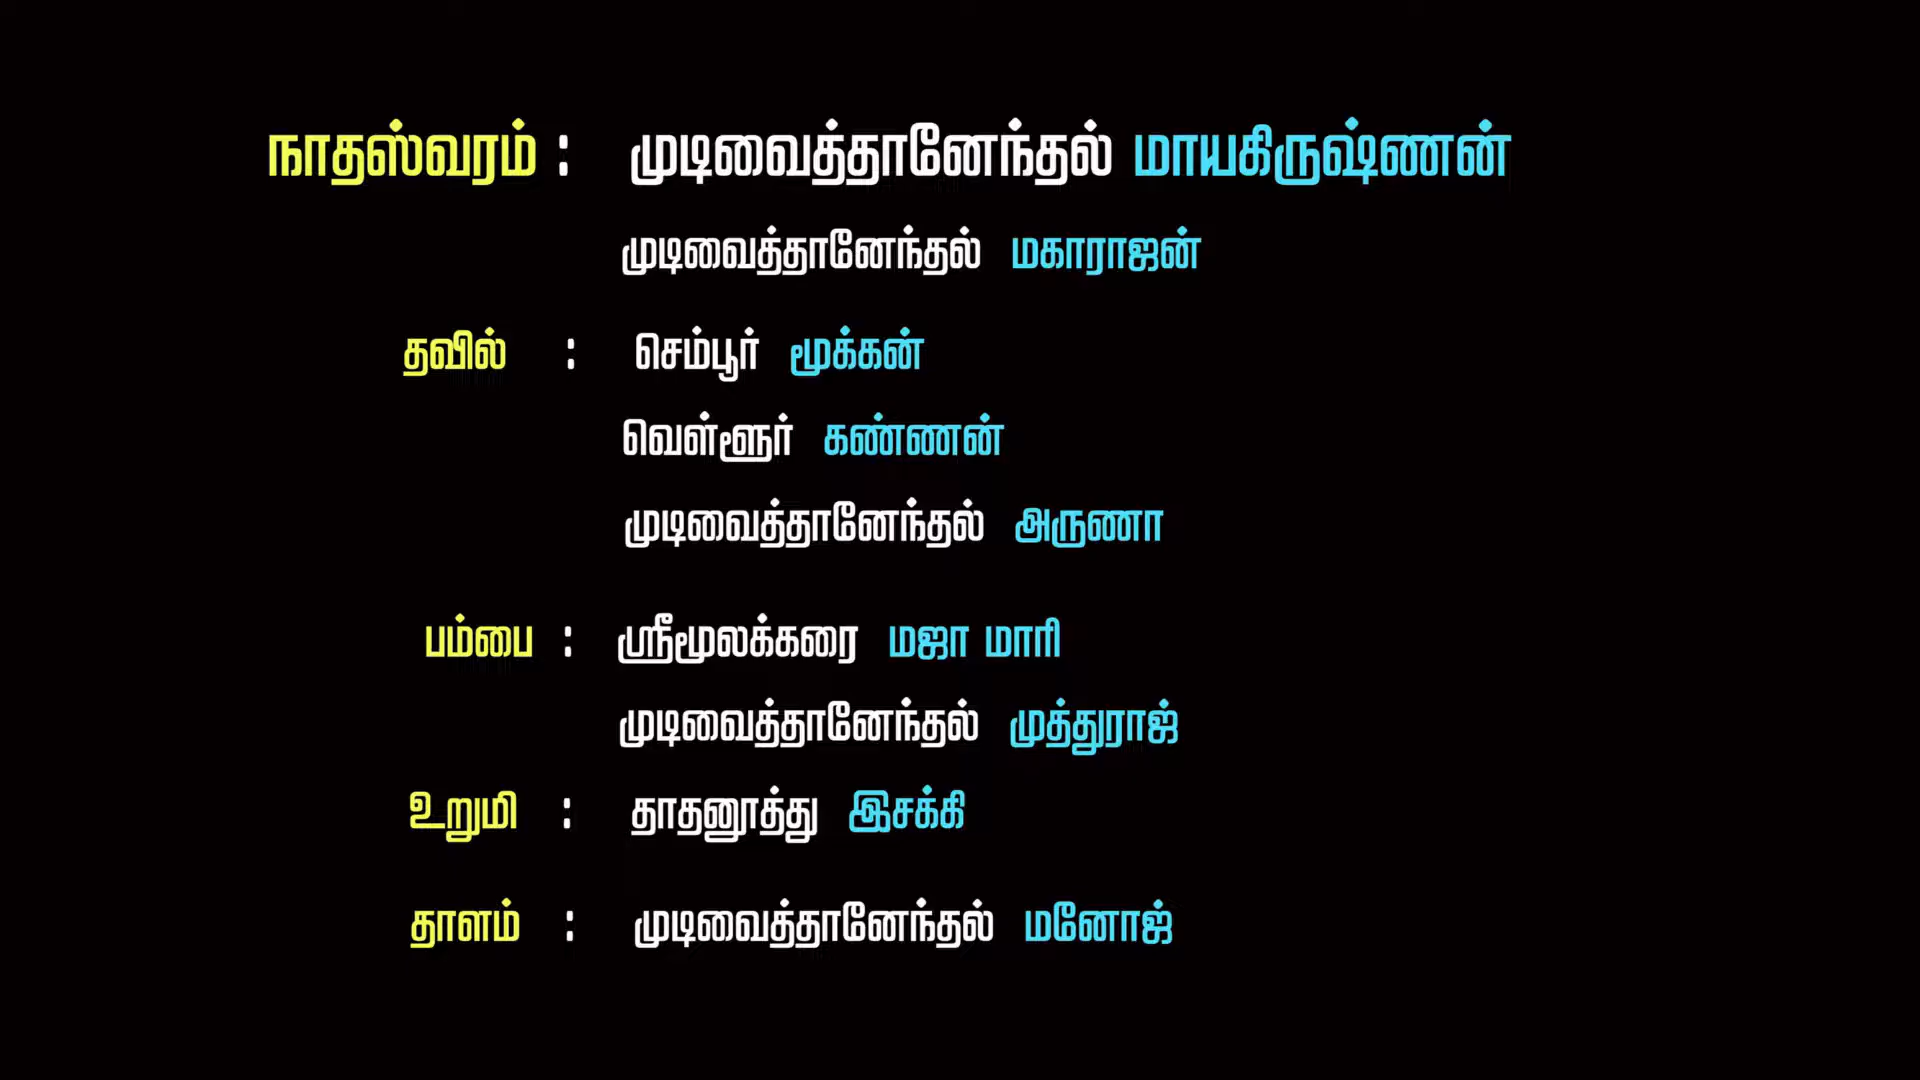 நாதஸ்வரம் : முடிவைத்தானேந்தல் மாயகிருஷ்ணன்
முடிவைத்தானேந்தல் மகாராஜன்
தவில் : செம்பூர் மூக்கன்
வெள்ளூர் கண்ணன்
முடிவைத்தானேந்தல் அருணா
பம்பை : ஸ்ரீமூலக்கரை மஜா மாரி
முடிவைத்தானேந்தல் முத்துராஜ்
உறுமி : தாதனூத்து இசக்கி
தாளம் : முடிவைத்தானேந்தல் மனோஜ்